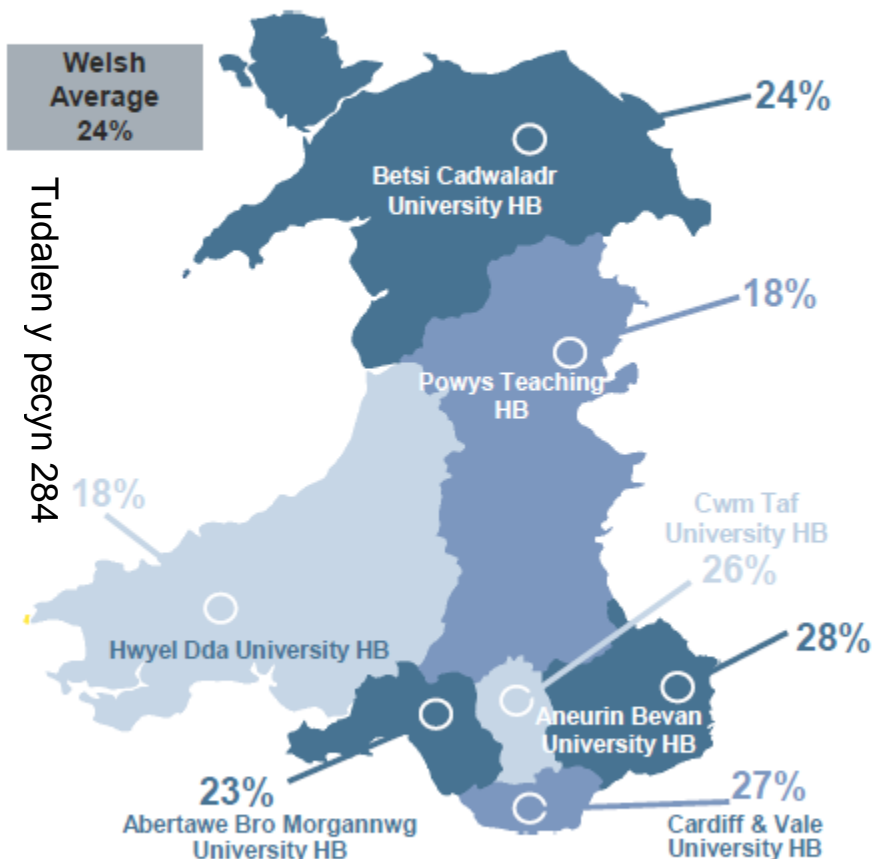 Welsh
Average
24%
24%
Betsi Cadwaladr
University HB
Tudalen y pecyn 284
18%
Powys Teaching
HB
18%
Cwm Taf
University HB
26%
28%
Hwyel Dda University HB
Aneurin Bevan
University HB
23%
Abertawe Bro Morgannwg
University HB
27%
Cardiff & Vale
University HB